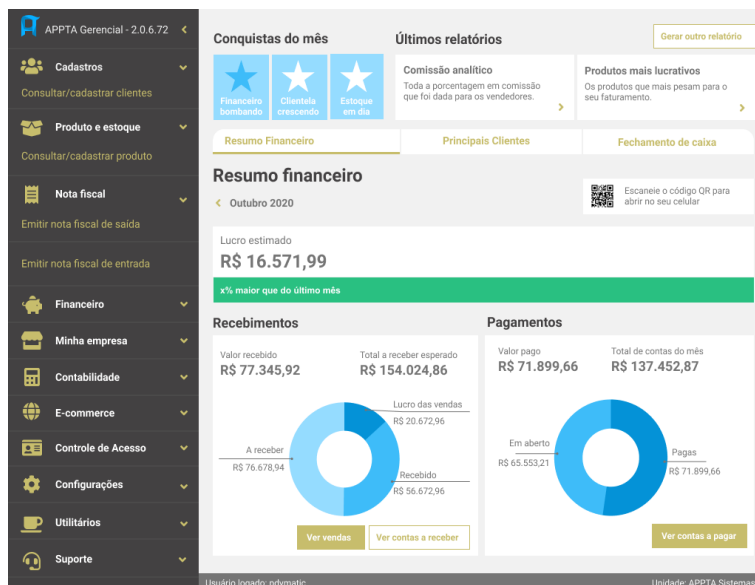 APPTA Gerencial - 2.0.6.72
Cadastros
Consultar/cadastrar clientes
Produto e estoque
Consultar/cadastrar produto
Nota fiscal
Emitir nota fiscal de saída
Emitir nota fiscal de entrada
Financeiro
Minha empresa
Contabilidade
E-commerce
Controle de Acesso
Configurações
Utilitários
Suporte
Conquistas do mês
Financeiro
bombando
Clientela
crescendo
Estoque
em dia
Últimos relatórios
Gerar outro relatório
Comissão analítico
Toda a porcentagem em comissão
que foi dada para os vendedores.
Produtos mais lucrativos
Os produtos que mais pesam para o
seu faturamento.
Resumo Financeiro
Principais Clientes
Fechamento de caixa
Resumo financeiro
Outubro 2020
Escaneie o código QR para
abrir no seu celular
Lucro estimado
R$ 16.571,99
x% maior que do último mês
Recebimentos
Valor recebido
R$ 77.345,92
Total a receber esperado
R$ 154.024,86
Lucro das vendas
R$ 20.672,96
A receber
R$ 76.678,94
Recebido
R$ 56.672,96
Ver vendas
Ver contas a receber
Pagamentos
Valor pago
R$ 71.899,66
Total de contas do mês
R$ 137.452,87
Em aberto
R$ 65.553,21
Pagas
R$ 71.899,66
Ver contas a pagar
Usuário logado: pdvmatic
Unidade: APPTA Sistemas